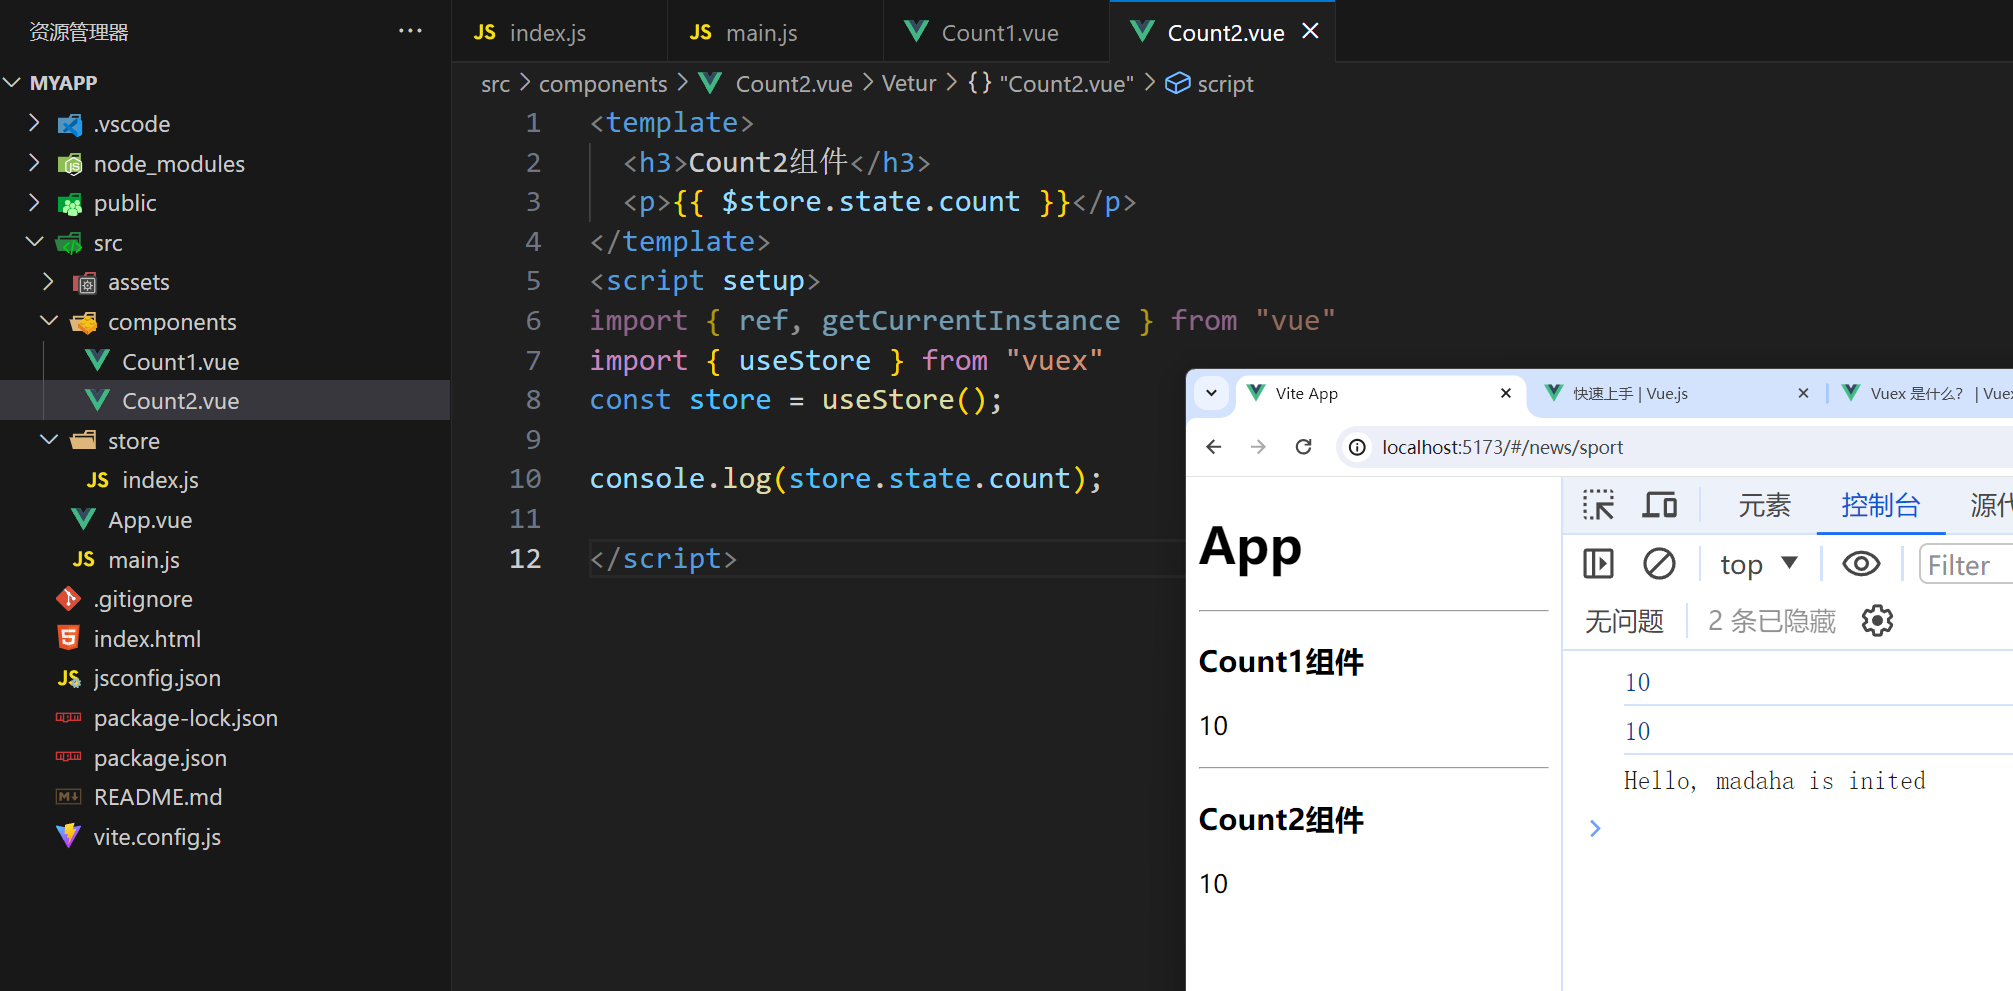 资源管理器 ···
MYAPP
.vscode
node_modules
public
src
assets
components
Count1.vue
Count2.vue
store
JS index.js
App.vue
JS main.js
.gitignore
index.html
JS jsconfig.json
package-lock.json
package.json
README.md
vite.config.js
JS index.js
JS main.js
Count1.vue
Count2.vue
src > components > Count2.vue > Vetur > {} "Count2.vue" > script
1 <template>
2 <h3>Count2组件</h3>
3 <p>{{ $store.state.count }}</p>
4 </template>
5 <script setup>
6 import { ref, getCurrentInstance } from "vue"
7 import { useStore } from "vuex"
8 const store = useStore();
9
10 console.log(store.state.count);
11
12 </script>
Vite App
快速上手 | Vue.js
Vuex 是什么? | Vue
localhost:5173/#/news/sport
App
Count1组件
10
Count2组件
10
元素 控制台 源代
top Filter
无问题 2 条已隐藏
10
10
Hello, madaha is inited